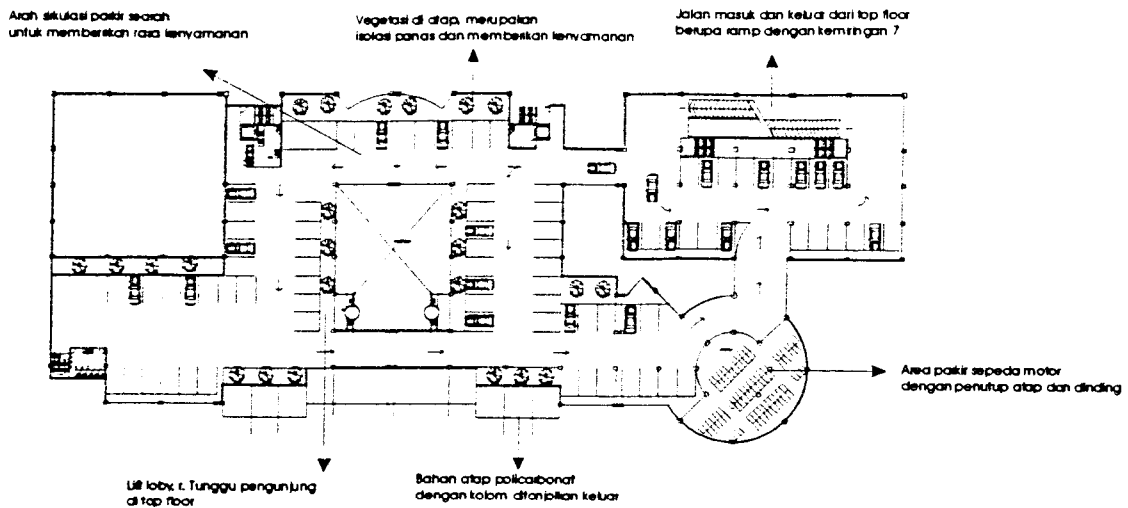 Arah sirkulasi parkir searah
untuk memberikan rasa kenyamanan
Vegetasi di atap, merupakan
isolasi panas dan memberikan kenyamanan
Jalan masuk dan keluar dari top floor
berupa ramp dengan kemiringan 7
Area parkir sepeda motor
dengan penutup atap dan dinding
Lift loby, r. Tunggu pengunjung
di top floor
Bahan atap policarbonat
dengan kolom ditonjolkan keluar